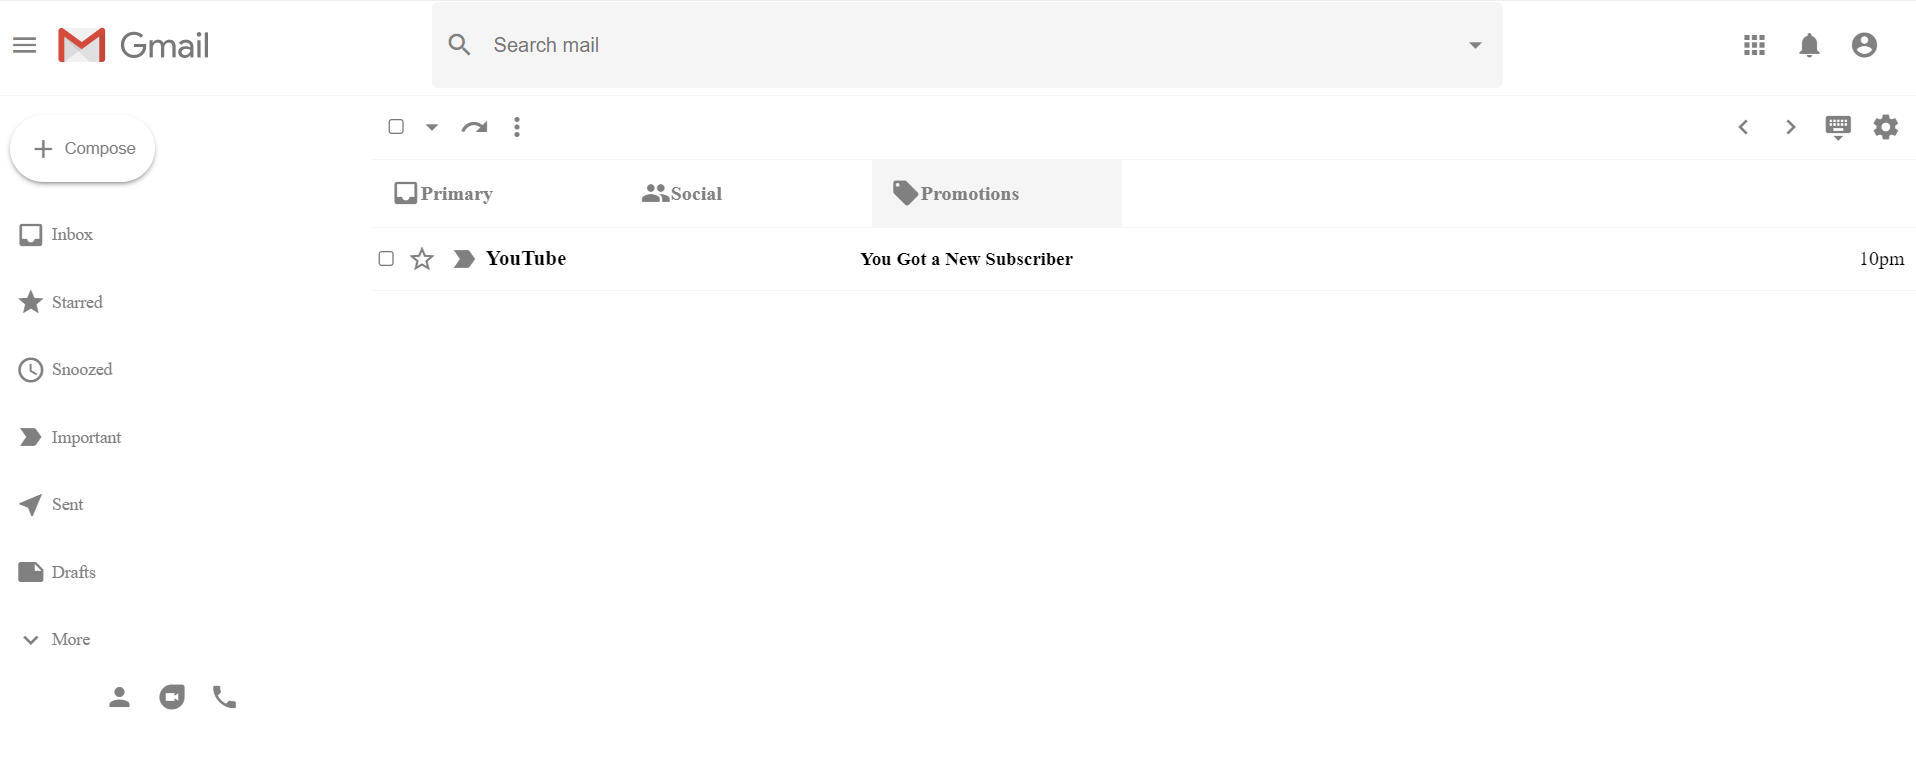 Gmail
Search mail
Compose
Primary Social Promotions
Inbox
YouTube You Got a New Subscriber 10pm
Starred
Snoozed
Important
Sent
Drafts
More